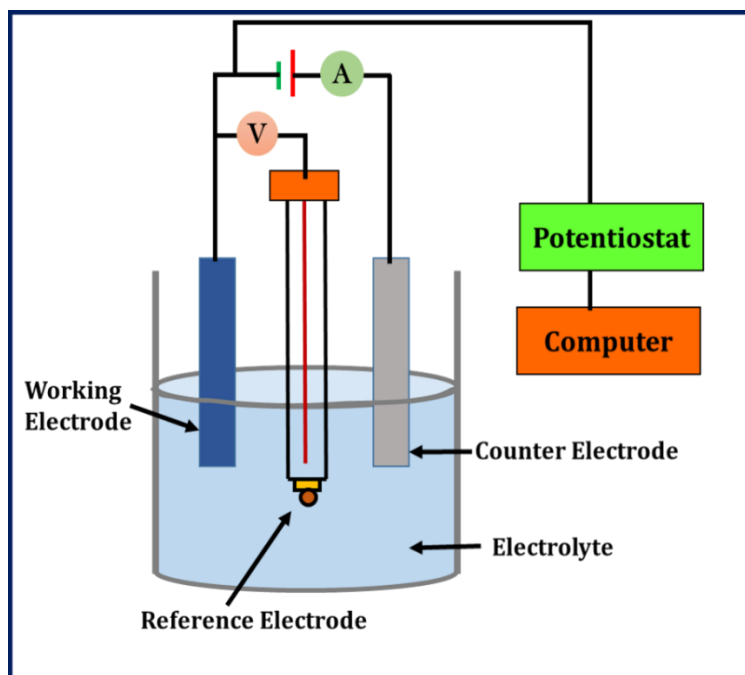 A
V
Potentiostat
Computer
Working
Electrode
Counter Electrode
Electrolyte
Reference Electrode